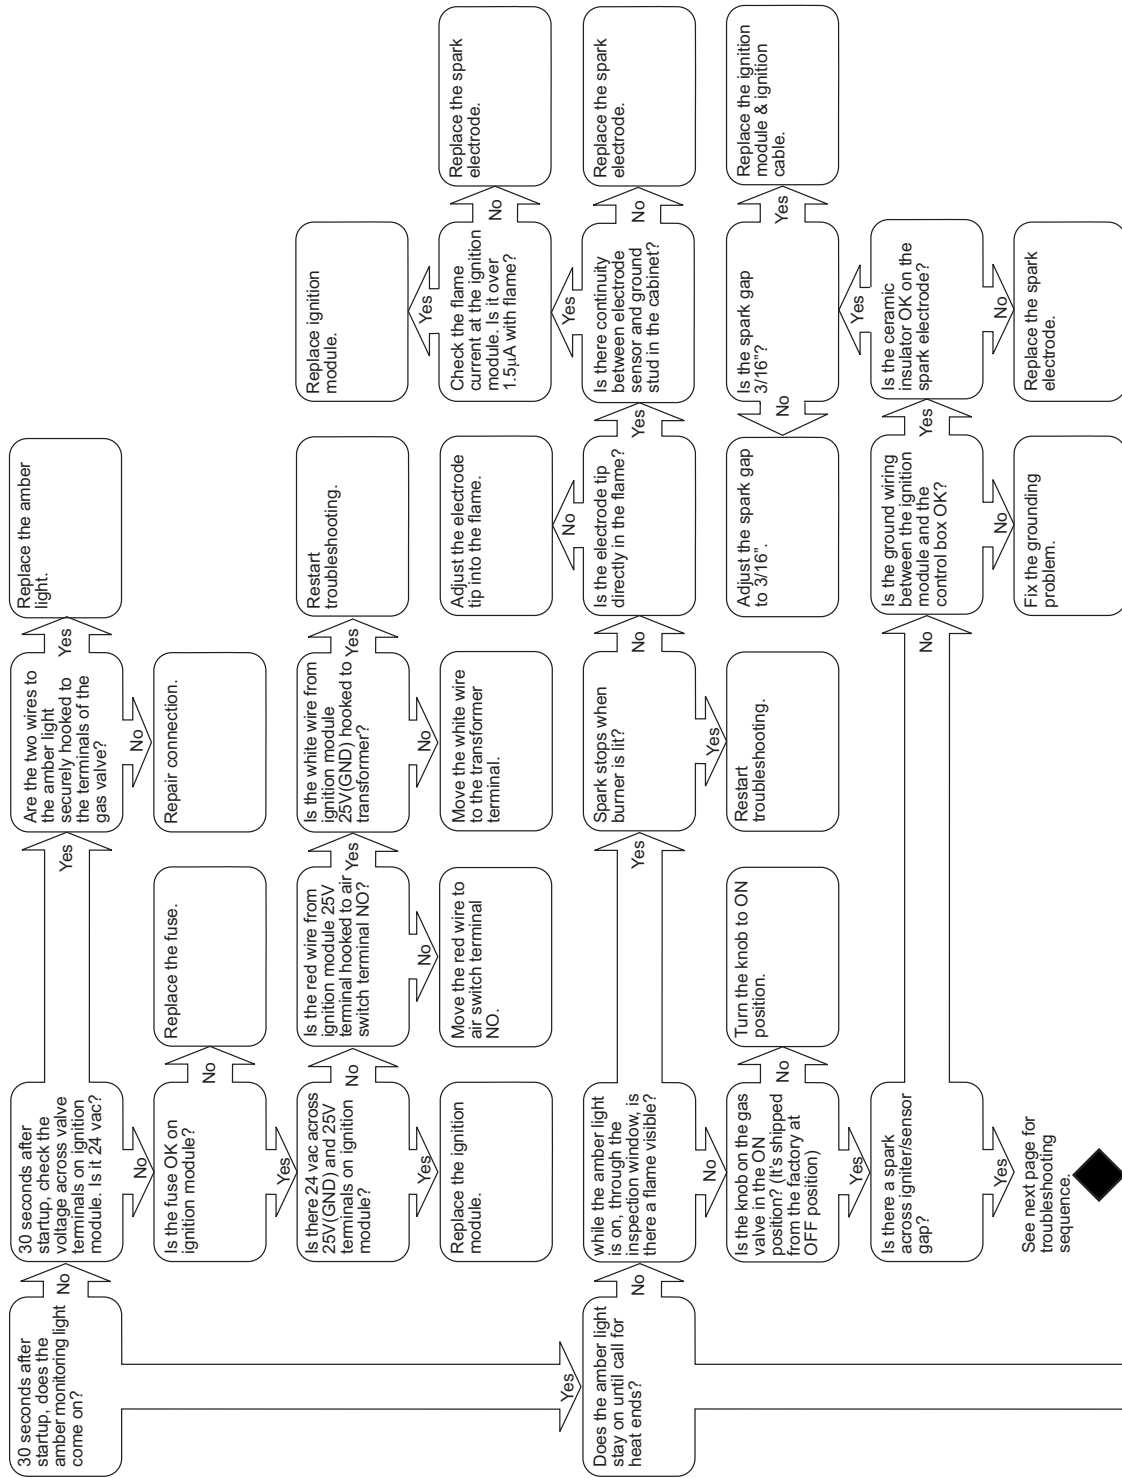 30 seconds after
startup, does the
amber monitoring light
come on?
No
30 seconds after
startup, check the
voltage across valve
terminals on ignition
module. Is it 24 vac?
Yes
Are the two wires to
the amber light
securely hooked to
the terminals of the
gas valve?
Yes
Replace the amber
light.
No
Repair connection.
No
Is the fuse OK on
ignition module?
No
Replace the fuse.
Yes
Is there 24 vac across
25V(GND) and 25V
terminals on ignition
module?
No
Is the red wire from
ignition module 25V
terminal hooked to air
switch terminal NO?
Yes
Is the white wire from
ignition module
25V(GND) hooked to
transformer?
Yes
Restart
troubleshooting.
Yes
Replace the ignition
module.
No
Move the red wire to
air switch terminal
NO.
No
Move the white wire
to the transformer
terminal.
Yes
Does the amber light
stay on until call for
heat ends?
No
while the amber light
is on, through the
inspection window, is
there a flame visible?
Yes
Spark stops when
burner is lit?
No
Is the electrode tip
directly in the flame?
No
Adjust the electrode
tip into the flame.
Yes
Is there continuity
between electrode
sensor and ground
stud in the cabinet?
No
Replace the spark
electrode.
Yes
Check the flame
current at the ignition
module. Is it over
1.5µA with flame?
No
Replace the spark
electrode.
Yes
Replace ignition
module.
Yes
Restart
troubleshooting.
No
Is the knob on the gas
valve in the ON
position? (It's shipped
from the factory at
OFF position)
No
Turn the knob to ON
position.
Yes
Is there a spark
across igniter/sensor
gap?
No
Is the ground wiring
between the ignition
module and the
control box OK?
Yes
Is the ceramic
insulator OK on the
spark electrode?
Yes
Is the spark gap
3/16"?
Yes
Replace the ignition
module & ignition
cable.
No
Adjust the spark gap
to 3/16".
No
Fix the grounding
problem.
No
Replace the spark
electrode.
Yes
See next page for
troubleshooting
sequence.